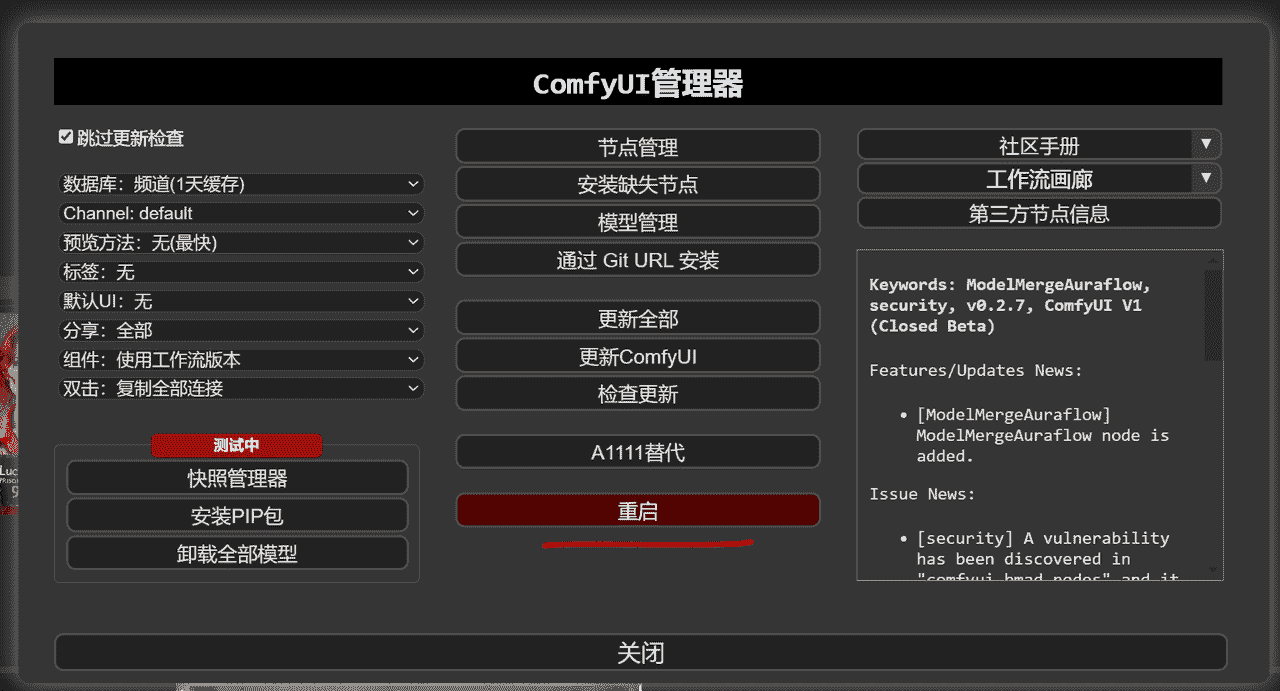 ComfyUI管理器
跳过更新检查
数据库：频道(1天缓存)
Channel: default
预览方法：无(最快)
标签：无
默认UI：无
分享：全部
组件：使用工作流版本
双击：复制全部连接
测试中
快照管理器
安装PIP包
卸载全部模型
节点管理
安装缺失节点
模型管理
通过 Git URL 安装
更新全部
更新ComfyUI
检查更新
A1111替代
重启
社区手册
工作流画廊
第三方节点信息
Keywords: ModelMergeAuraflow,
security, v0.2.7, ComfyUI V1
(Closed Beta)
Features/Updates News:
• [ModelMergeAuraflow]
ModelMergeAuraflow node is
added.
Issue News:
• [security] A vulnerability
has been discovered in
"comfyui bmad nodes" and it
关闭